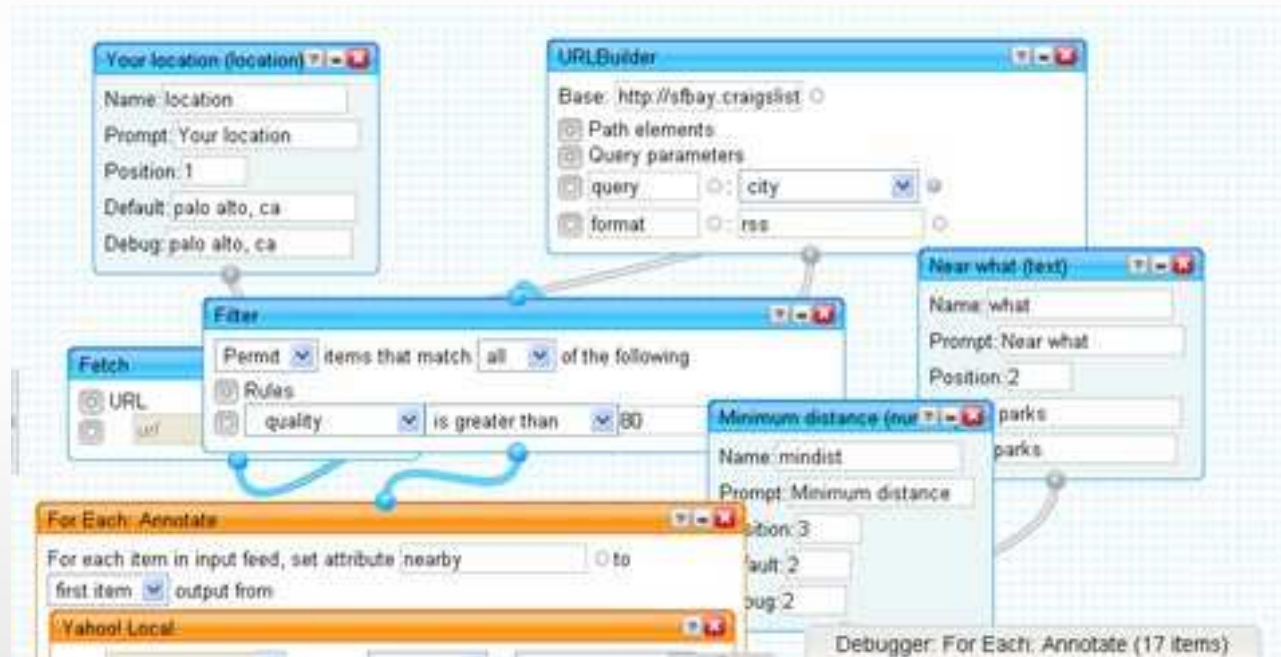 Your location (location)
Name: location
Prompt: Your location
Position: 1
Default: palo alto, ca
Debug: palo alto, ca
URLBuilder
Base: http://sfbay.craigslist
Path elements
Query parameters
query : city
format : rss
Near what (text)
Name: what
Prompt: Near what
Position: 2
parks
parks
Filter
Permit items that match all of the following
Rules
quality is greater than 80
Fetch
URL
url
Minimum distance (nur
Name: mindist
Prompt: Minimum distance
sition: 3
ault: 2
bug: 2
For Each: Annotate
For each item in input feed, set attribute nearby to
first item output from
Yahoo! Local
Debugger: For Each: Annotate (17 items)